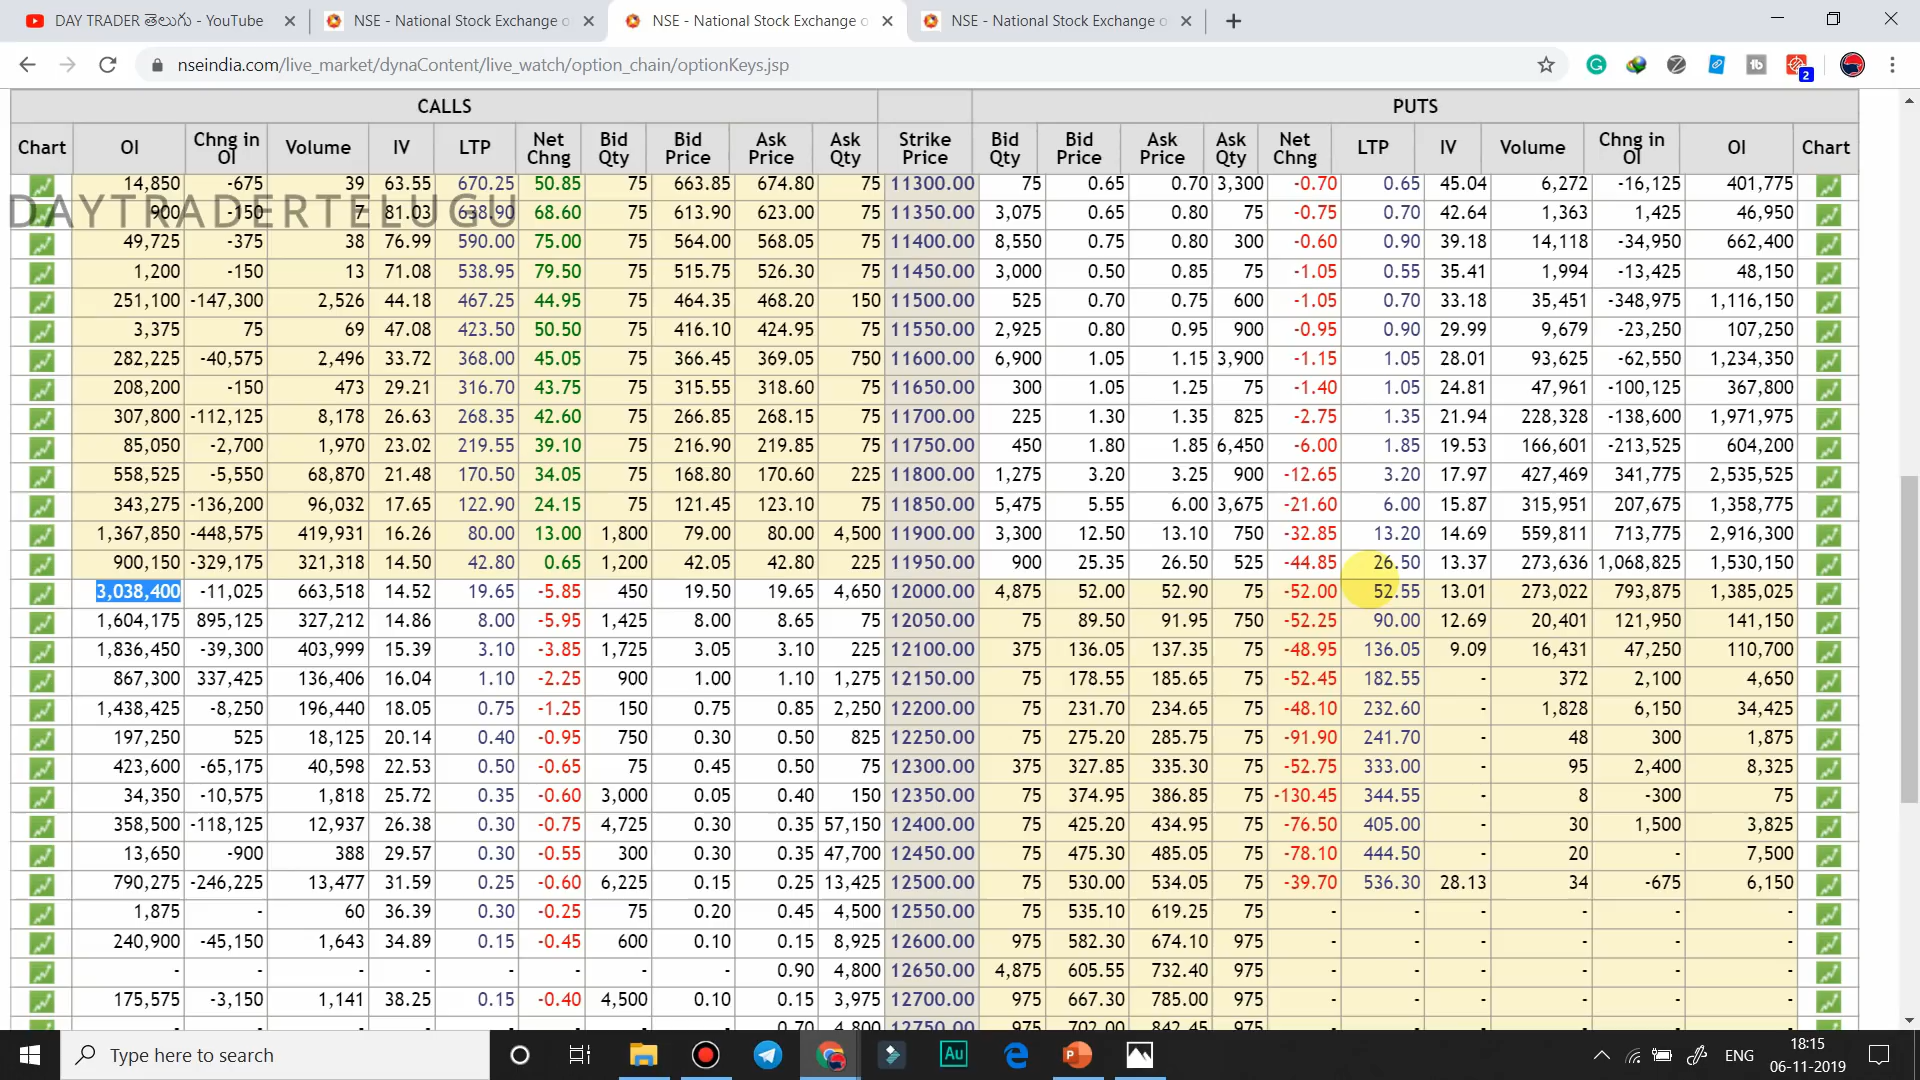 DAY TRADER తెలుగు - YouTube
NSE - National Stock Exchange o
NSE - National Stock Exchange o
NSE - National Stock Exchange o
nseindia.com/live_market/dynaContent/live_watch/option_chain/optionKeys.jsp
2
CALLS PUTS
Chart OI Chng in OI Volume IV LTP Net Chng Bid Qty Bid Price Ask Price Ask Qty Strike Price Bid Qty Bid Price Ask Price Ask Qty Net Chng LTP IV Volume Chng in OI OI Chart
14,850 -675 39 63.55 670.25 50.85 75 663.85 674.80 75 11300.00 75 0.65 0.70 3,300 -0.70 0.65 45.04 6,272 -16,125 401,775
DAYTRADERTELUGU
900 -150 7 81.03 638.90 68.60 75 613.90 623.00 75 11350.00 3,075 0.65 0.80 75 -0.75 0.70 42.64 1,363 1,425 46,950
49,725 -375 38 76.99 590.00 75.00 75 564.00 568.05 75 11400.00 8,550 0.75 0.80 300 -0.60 0.90 39.18 14,118 -34,950 662,400
1,200 -150 13 71.08 538.95 79.50 75 515.75 526.30 75 11450.00 3,000 0.50 0.85 75 -1.05 0.55 35.41 1,994 -13,425 48,150
251,100 -147,300 2,526 44.18 467.25 44.95 75 464.35 468.20 150 11500.00 525 0.70 0.75 600 -1.05 0.70 33.18 35,451 -348,975 1,116,150
3,375 75 69 47.08 423.50 50.50 75 416.10 424.95 75 11550.00 2,925 0.80 0.95 900 -0.95 0.90 29.99 9,679 -23,250 107,250
282,225 -40,575 2,496 33.72 368.00 45.05 75 366.45 369.05 750 11600.00 6,900 1.05 1.15 3,900 -1.15 1.05 28.01 93,625 -62,550 1,234,350
208,200 -150 473 29.21 316.70 43.75 75 315.55 318.60 75 11650.00 300 1.05 1.25 75 -1.40 1.05 24.81 47,961 -100,125 367,800
307,800 -112,125 8,178 26.63 268.35 42.60 75 266.85 268.15 75 11700.00 225 1.30 1.35 825 -2.75 1.35 21.94 228,328 -138,600 1,971,975
85,050 -2,700 1,970 23.02 219.55 39.10 75 216.90 219.85 75 11750.00 450 1.80 1.85 6,450 -6.00 1.85 19.53 166,601 -213,525 604,200
558,525 -5,550 68,870 21.48 170.50 34.05 75 168.80 170.60 225 11800.00 1,275 3.20 3.25 900 -12.65 3.20 17.97 427,469 341,775 2,535,525
343,275 -136,200 96,032 17.65 122.90 24.15 75 121.45 123.10 75 11850.00 5,475 5.55 6.00 3,675 -21.60 6.00 15.87 315,951 207,675 1,358,775
1,367,850 -448,575 419,931 16.26 80.00 13.00 1,800 79.00 80.00 4,500 11900.00 3,300 12.50 13.10 750 -32.85 13.20 14.69 559,811 713,775 2,916,300
900,150 -329,175 321,318 14.50 42.80 0.65 1,200 42.05 42.80 225 11950.00 900 25.35 26.50 525 -44.85 26.50 13.37 273,636 1,068,825 1,530,150
3,038,400 -11,025 663,518 14.52 19.65 -5.85 450 19.50 19.65 4,650 12000.00 4,875 52.00 52.90 75 -52.00 52.55 13.01 273,022 793,875 1,385,025
1,604,175 895,125 327,212 14.86 8.00 -5.95 1,425 8.00 8.65 75 12050.00 75 89.50 91.95 750 -52.25 90.00 12.69 20,401 121,950 141,150
1,836,450 -39,300 403,999 15.39 3.10 -3.85 1,725 3.05 3.10 225 12100.00 375 136.05 137.35 75 -48.95 136.05 9.09 16,431 47,250 110,700
867,300 337,425 136,406 16.04 1.10 -2.25 900 1.00 1.10 1,275 12150.00 75 178.55 185.65 75 -52.45 182.55 - 372 2,100 4,650
1,438,425 -8,250 196,440 18.05 0.75 -1.25 150 0.75 0.85 2,250 12200.00 75 231.70 234.65 75 -48.10 232.60 - 1,828 6,150 34,425
197,250 525 18,125 20.14 0.40 -0.95 750 0.30 0.50 825 12250.00 75 275.20 285.75 75 -91.90 241.70 - 48 300 1,875
423,600 -65,175 40,598 22.53 0.50 -0.65 75 0.45 0.50 75 12300.00 375 327.85 335.30 75 -52.75 333.00 - 95 2,400 8,325
34,350 -10,575 1,818 25.72 0.35 -0.60 3,000 0.05 0.40 150 12350.00 75 374.95 386.85 75 -130.45 344.55 - 8 -300 75
358,500 -118,125 12,937 26.38 0.30 -0.75 4,725 0.30 0.35 57,150 12400.00 75 425.20 434.95 75 -76.50 405.00 - 30 1,500 3,825
13,650 -900 388 29.57 0.30 -0.55 300 0.30 0.35 47,700 12450.00 75 475.30 485.05 75 -78.10 444.50 - 20 - 7,500
790,275 -246,225 13,477 31.59 0.25 -0.60 6,225 0.15 0.25 13,425 12500.00 75 530.00 534.05 75 -39.70 536.30 28.13 34 -675 6,150
1,875 - 60 36.39 0.30 -0.25 75 0.20 0.45 4,500 12550.00 75 535.10 619.25 75 - - - - - -
240,900 -45,150 1,643 34.89 0.15 -0.45 600 0.10 0.15 8,925 12600.00 975 582.30 674.10 975 - - - - - -
- - - - - - - - 0.90 4,800 12650.00 4,875 605.55 732.40 975 - - - - - -
175,575 -3,150 1,141 38.25 0.15 -0.40 4,500 0.10 0.15 3,975 12700.00 975 667.30 785.00 975 - - - - - -
- - - - - - - - 0.70 4,800 12750.00 975 702.00 842.45 975 - - - - - -
Type here to search
Au
ENG
18:15
06-11-2019